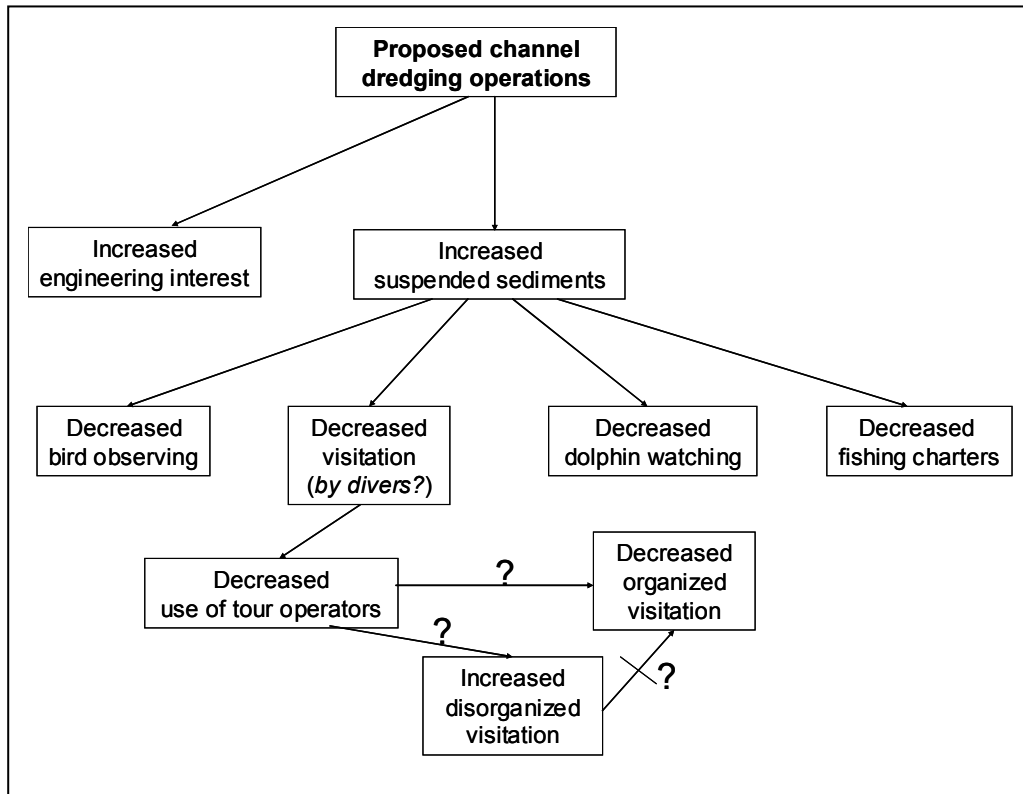 Proposed channel
dredging operations
Increased
engineering interest
Increased
suspended sediments
Decreased
bird observing
Decreased
visitation
(by divers?)
Decreased
dolphin watching
Decreased
fishing charters
Decreased
use of tour operators
?
Decreased
organized
visitation
?
Increased
disorganized
visitation
?